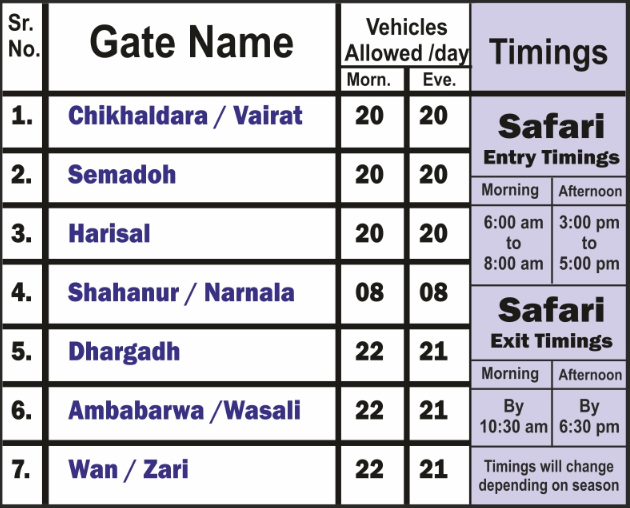 Sr. No. Gate Name Vehicles Allowed /day Timings
Morn. Eve.
1. Chikhaldara / Vairat 20 20
2. Semadoh 20 20
3. Harisal 20 20
4. Shahanur / Narnala 08 08
5. Dhargadh 22 21
6. Ambabarwa /Wasali 22 21
7. Wan / Zari 22 21
Safari
Entry Timings
Morning Afternoon
6:00 am 3:00 pm
to to
8:00 am 5:00 pm
Safari
Exit Timings
Morning Afternoon
By By
10:30 am 6:30 pm
Timings will change
depending on season